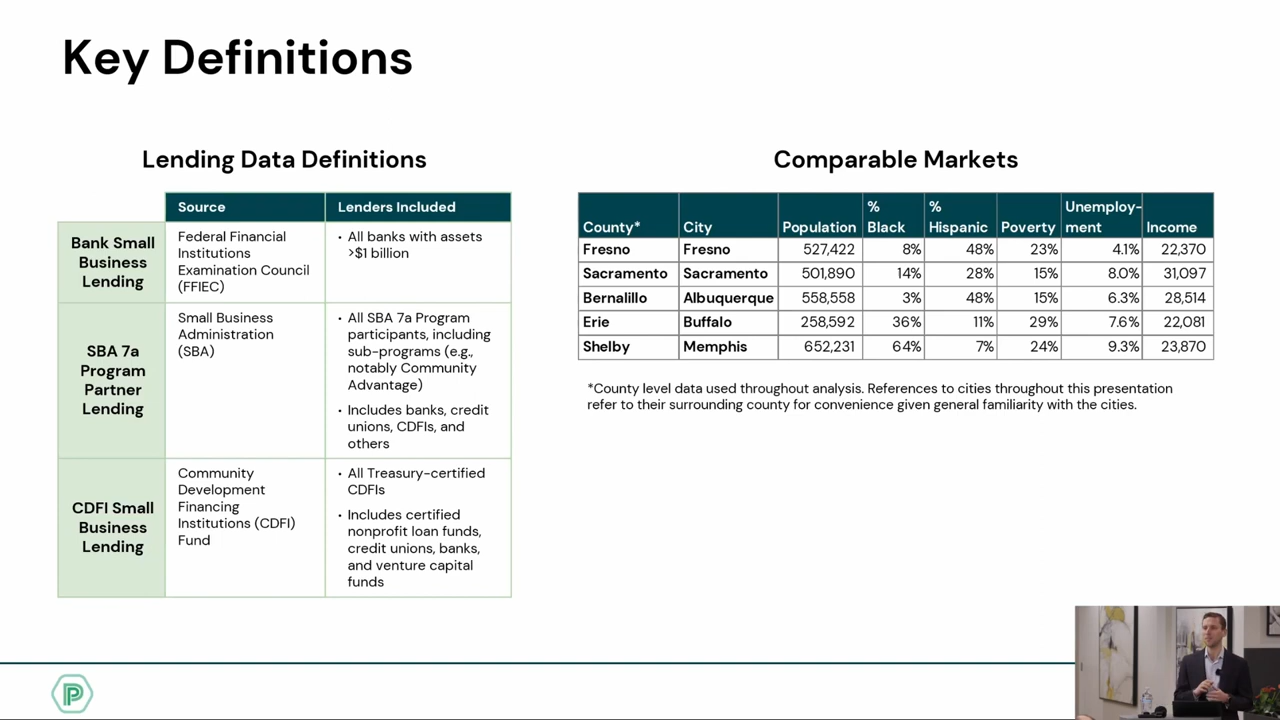 Key Definitions
Lending Data Definitions
Source
Lenders Included
Bank Small
Business
Lending
Federal Financial
Institutions
Examination Council
(FFIEC)
• All banks with assets
>$1 billion
SBA 7a
Program
Partner
Lending
Small Business
Administration
(SBA)
• All SBA 7a Program
participants, including
sub-programs (e.g.,
notably Community
Advantage)
• Includes banks, credit
unions, CDFIs, and
others
CDFI Small
Business
Lending
Community
Development
Financing
Institutions (CDFI)
Fund
• All Treasury-certified
CDFIs
• Includes certified
nonprofit loan funds,
credit unions, banks,
and venture capital
funds
Comparable Markets
County* City Population % Black % Hispanic Poverty Unemploy-ment Income
Fresno Fresno 527,422 8% 48% 23% 4.1% 22,370
Sacramento Sacramento 501,890 14% 28% 15% 8.0% 31,097
Bernalillo Albuquerque 558,558 3% 48% 15% 6.3% 28,514
Erie Buffalo 258,592 36% 11% 29% 7.6% 22,081
Shelby Memphis 652,231 64% 7% 24% 9.3% 23,870
*County level data used throughout analysis. References to cities throughout this presentation
refer to their surrounding county for convenience given general familiarity with the cities.
P